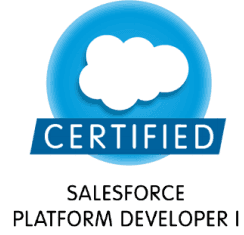 CERTIFIED
SALESFORCE
PLATFORM DEVELOPER I